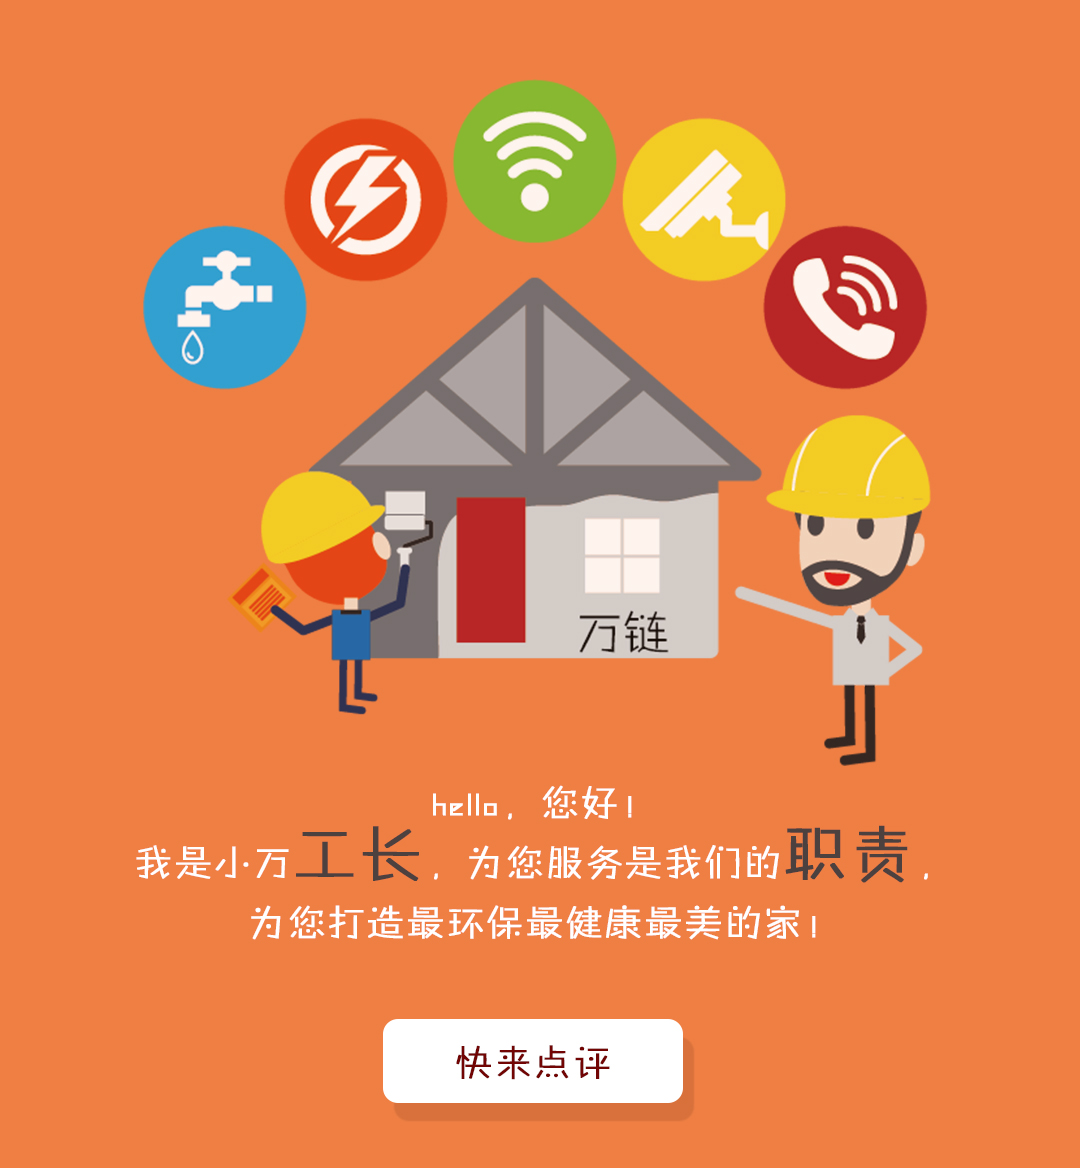 万链
hello，您好！
我是小万工长，为您服务是我们的职责，
为您打造最环保最健康最美的家！
快来点评